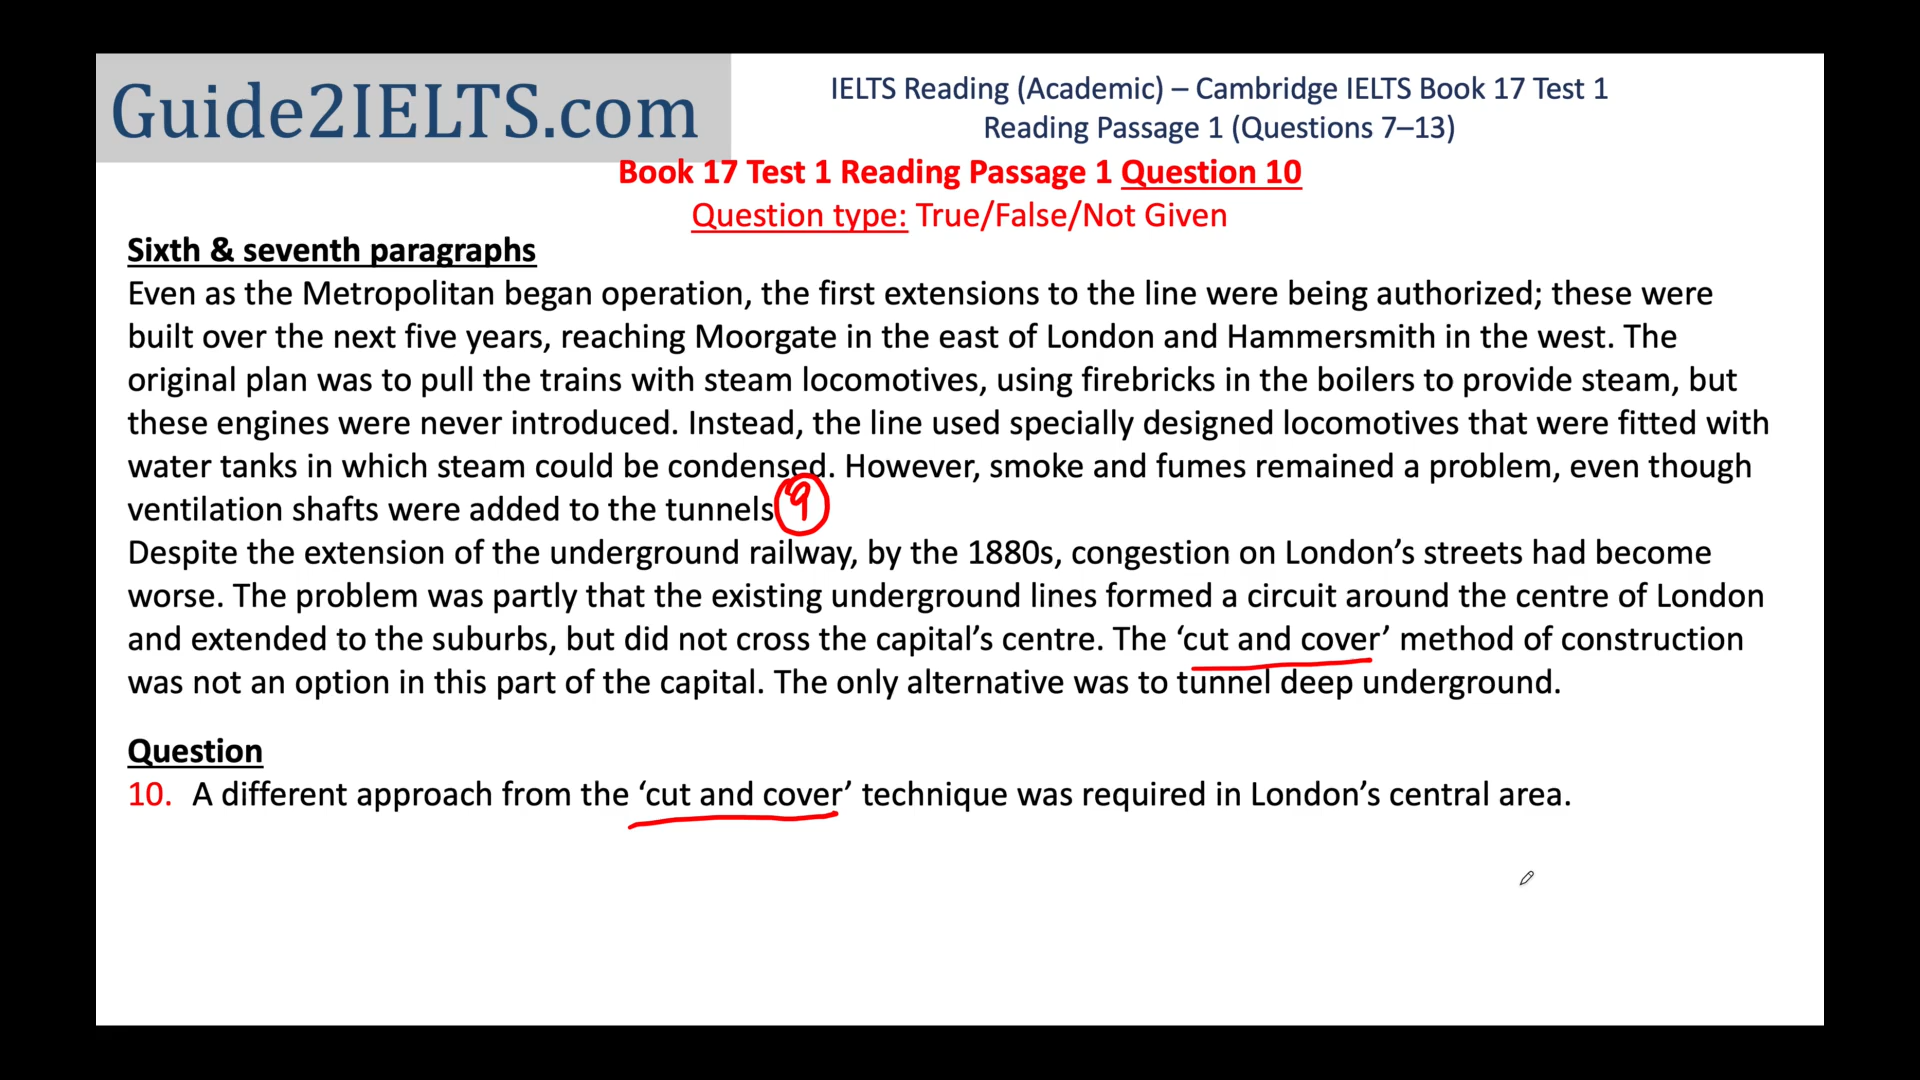 Guide2IELTS.com
IELTS Reading (Academic) – Cambridge IELTS Book 17 Test 1
Reading Passage 1 (Questions 7–13)
Book 17 Test 1 Reading Passage 1 Question 10
Question type: True/False/Not Given
Sixth & seventh paragraphs
Even as the Metropolitan began operation, the first extensions to the line were being authorized; these were
built over the next five years, reaching Moorgate in the east of London and Hammersmith in the west. The
original plan was to pull the trains with steam locomotives, using firebricks in the boilers to provide steam, but
these engines were never introduced. Instead, the line used specially designed locomotives that were fitted with
water tanks in which steam could be condensed. However, smoke and fumes remained a problem, even though
ventilation shafts were added to the tunnels 9
Despite the extension of the underground railway, by the 1880s, congestion on London’s streets had become
worse. The problem was partly that the existing underground lines formed a circuit around the centre of London
and extended to the suburbs, but did not cross the capital’s centre. The ‘cut and cover’ method of construction
was not an option in this part of the capital. The only alternative was to tunnel deep underground.
Question
10. A different approach from the ‘cut and cover’ technique was required in London’s central area.